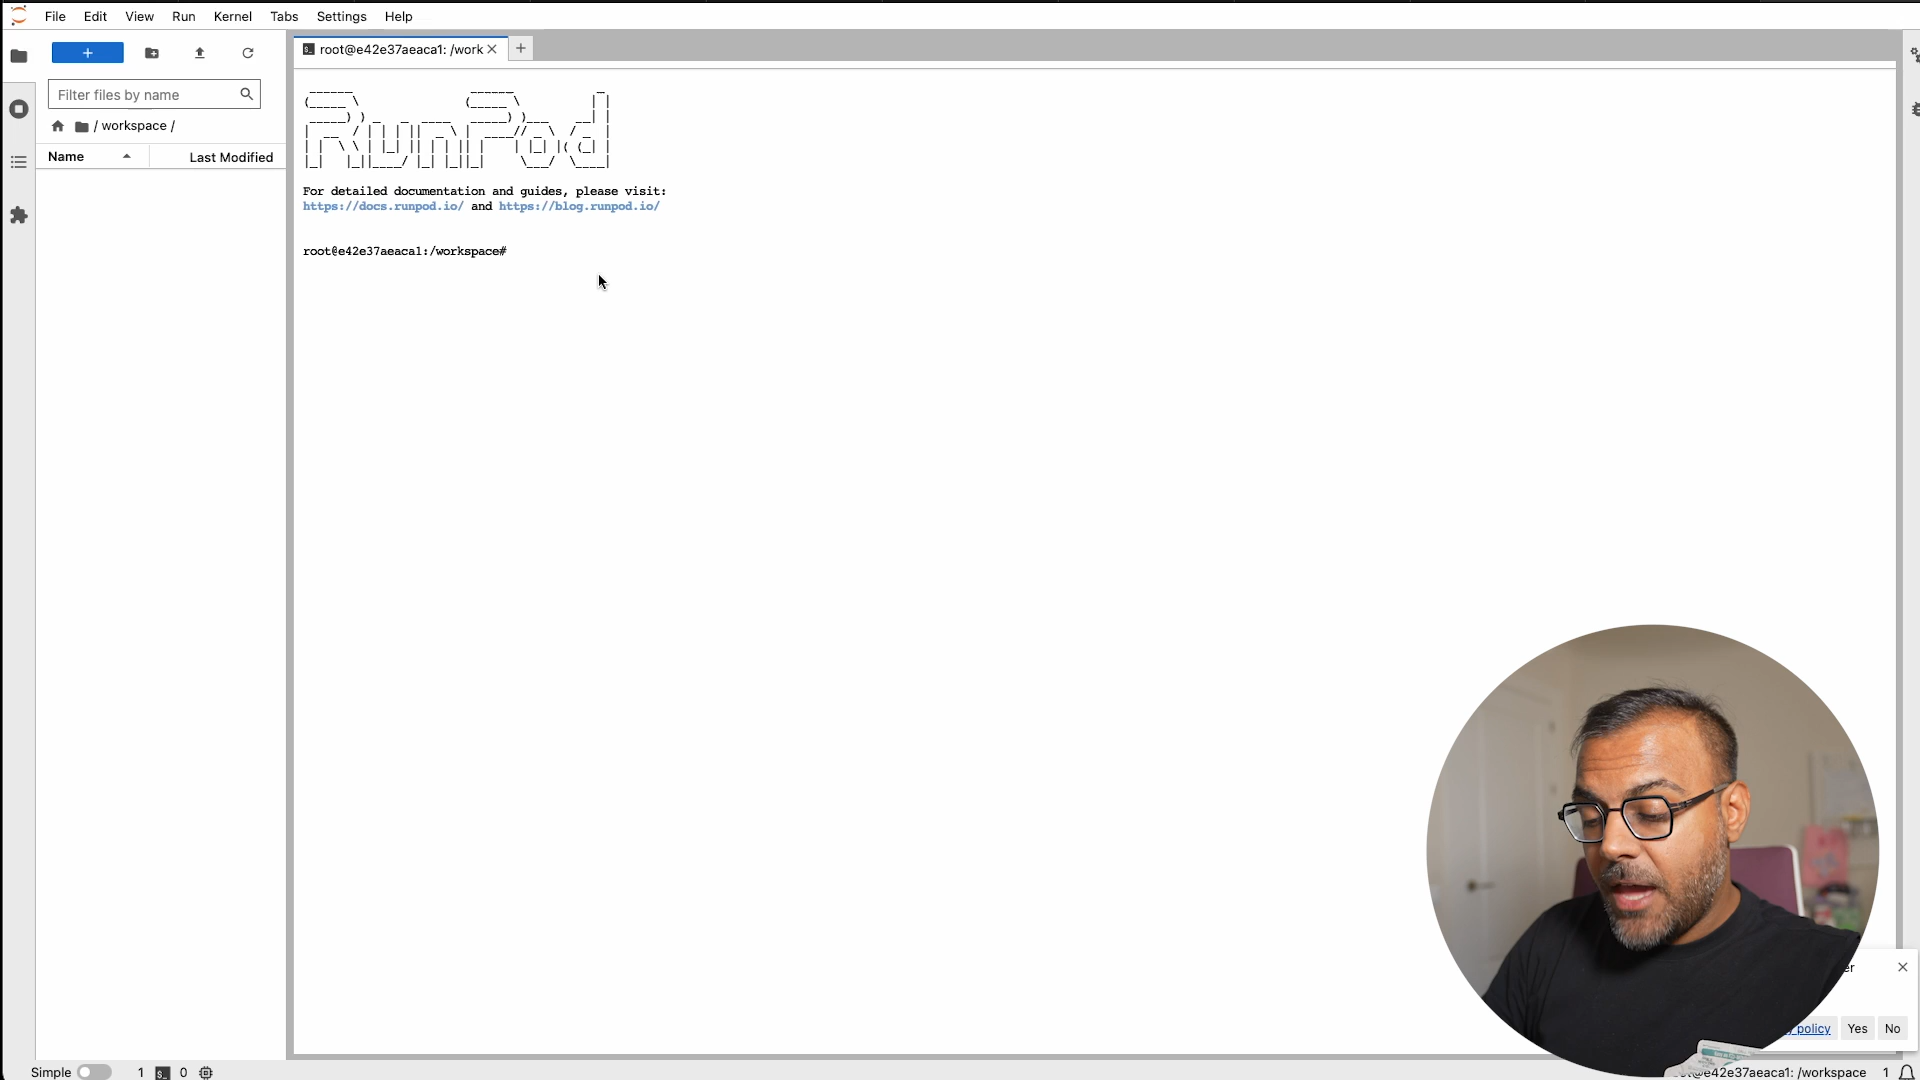 File Edit View Run Kernel Tabs Settings Help
root@e42e37aeaca1: /work
Filter files by name
/ workspace /
Name Last Modified
RunPod
For detailed documentation and guides, please visit:
https://docs.runpod.io/ and https://blog.runpod.io/
root@e42e37aeaca1:/workspace#
policy Yes No
Simple 1 0
e42e37aeaca1: /workspace 1